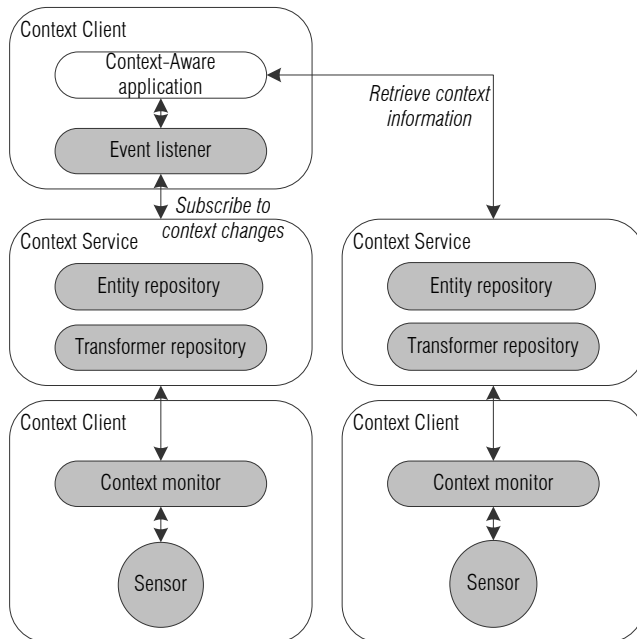 Context Client
Context-Aware
application
Retrieve context
information
Event listener
Subscribe to
context changes
Context Service
Entity repository
Transformer repository
Context Service
Entity repository
Transformer repository
Context Client
Context monitor
Sensor
Context Client
Context monitor
Sensor